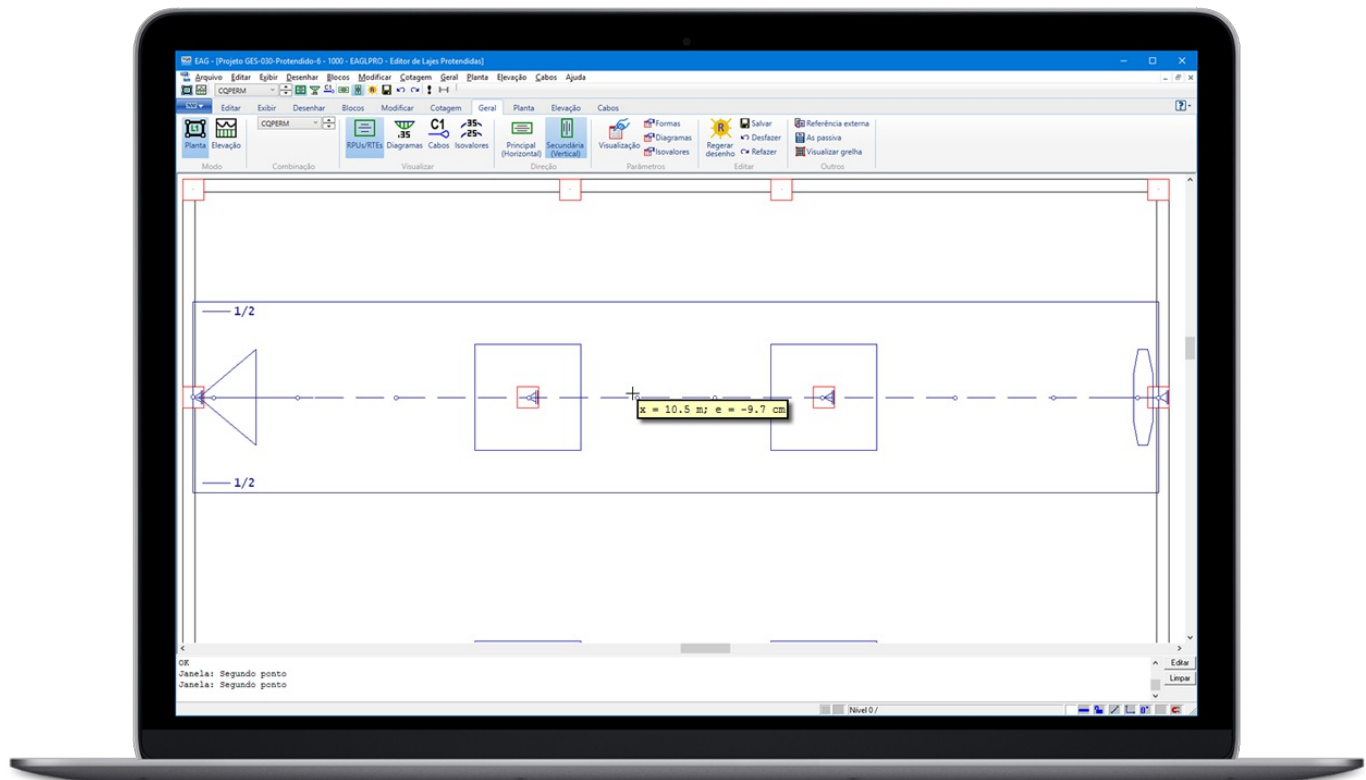 EAG - [Projeto GES-030-Protendido-6 - 1000 - EAGLPRO - Editor de Lajes Protendidas]
Arquivo Editar Exibir Desenhar Blocos Modificar Cotagem Geral Planta Elevação Cabos Ajuda
CQPERM
Editar Exibir Desenhar Blocos Modificar Cotagem Geral Planta Elevação Cabos
Planta Elevação
Modo
CQPERM
Combinação
RPUs/RTEs Diagramas Cabos Isovalores
.35 C1 35 25
Visualizar
Principal (Horizontal) Secundária (Vertical)
Direção
Visualização
Formas
Diagramas
Isovalores
Parâmetros
R
Regerar desenho
Salvar
Desfazer
Refazer
Editar
Referência externa
As passiva
Visualizar grelha
Outros
1/2
x = 10.5 m; e = -9.7 cm
1/2
OK
Janela: Segundo ponto
Janela: Segundo ponto
Editar
Limpar
Nível 0 /